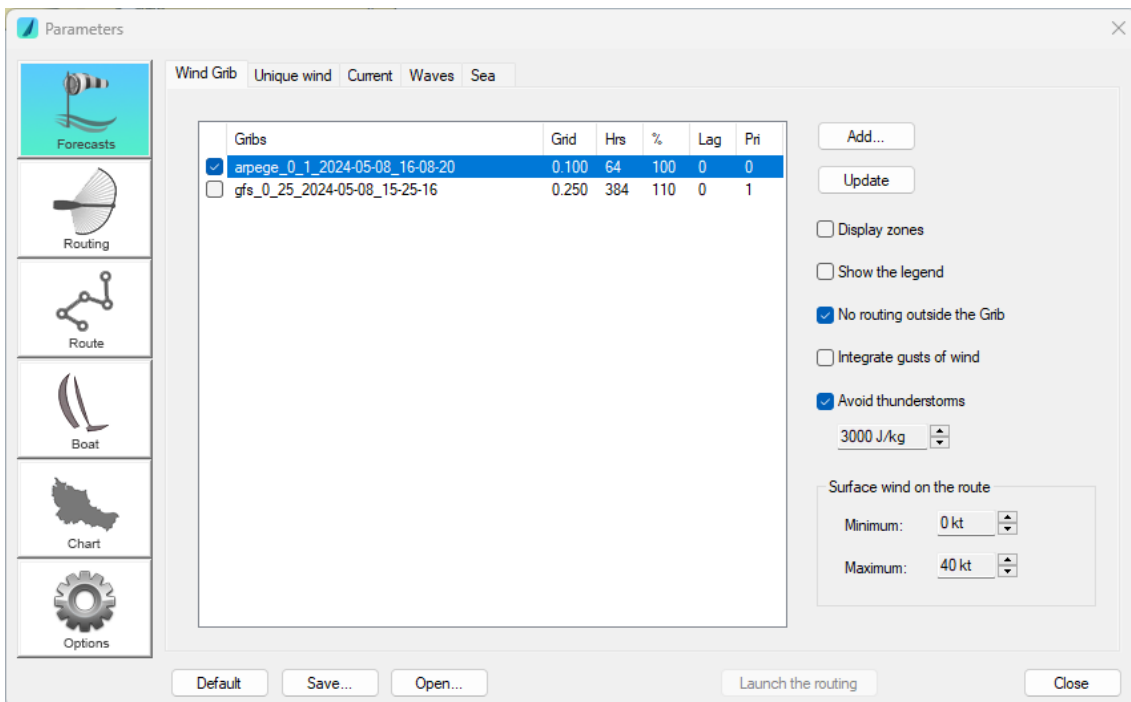 Parameters
Forecasts
Routing
Route
Boat
Chart
Options
Wind Grib Unique wind Current Waves Sea
Gribs Grid Hrs % Lag Pri
arpege_0_1_2024-05-08_16-08-20 0.100 64 100 0 0
gfs_0_25_2024-05-08_15-25-16 0.250 384 110 0 1
Add...
Update
Display zones
Show the legend
No routing outside the Grib
Integrate gusts of wind
Avoid thunderstorms
3000 J/kg
Surface wind on the route
Minimum: 0 kt
Maximum: 40 kt
Default Save... Open... Launch the routing Close